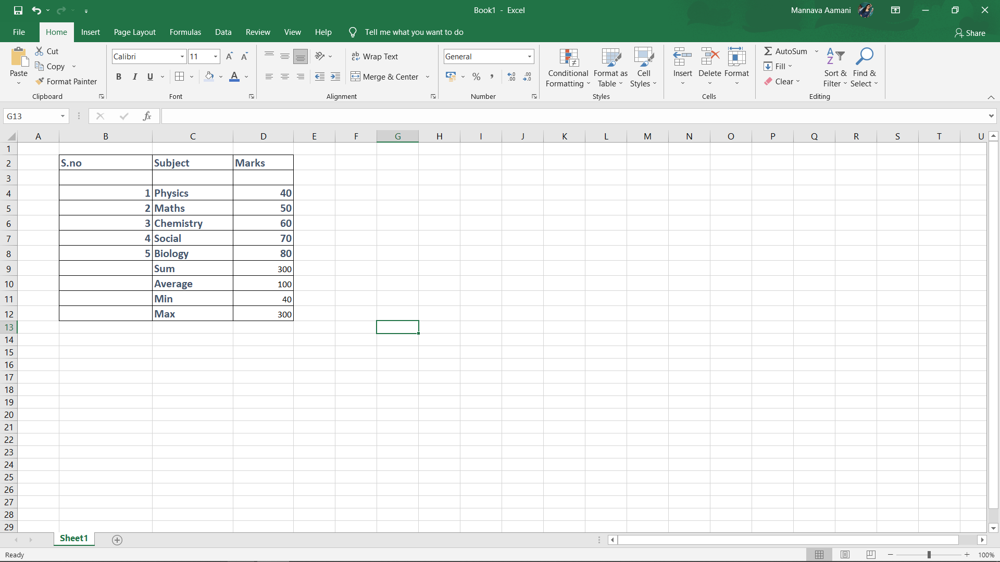 Book1 - Excel
Mannava Aamani
File Home Insert Page Layout Formulas Data Review View Help Tell me what you want to do Share
Paste
Cut
Copy
Format Painter
Clipboard
Calibri 11
B I U A
Font
ab Wrap Text
Merge & Center
Alignment
General
% , .0 .00 .00 .0
Number
Conditional Formatting
Format as Table
Cell Styles
Styles
Insert Delete Format
Cells
AutoSum
Fill
Clear
Sort & Filter
Find & Select
Editing
G13 fx
A B C D E F G H I J K L M N O P Q R S T U
1
2 S.no Subject Marks
3
4 1 Physics 40
5 2 Maths 50
6 3 Chemistry 60
7 4 Social 70
8 5 Biology 80
9 Sum 300
10 Average 100
11 Min 40
12 Max 300
13
14
15
16
17
18
19
20
21
22
23
24
25
26
27
28
29
Sheet1
Ready 100%